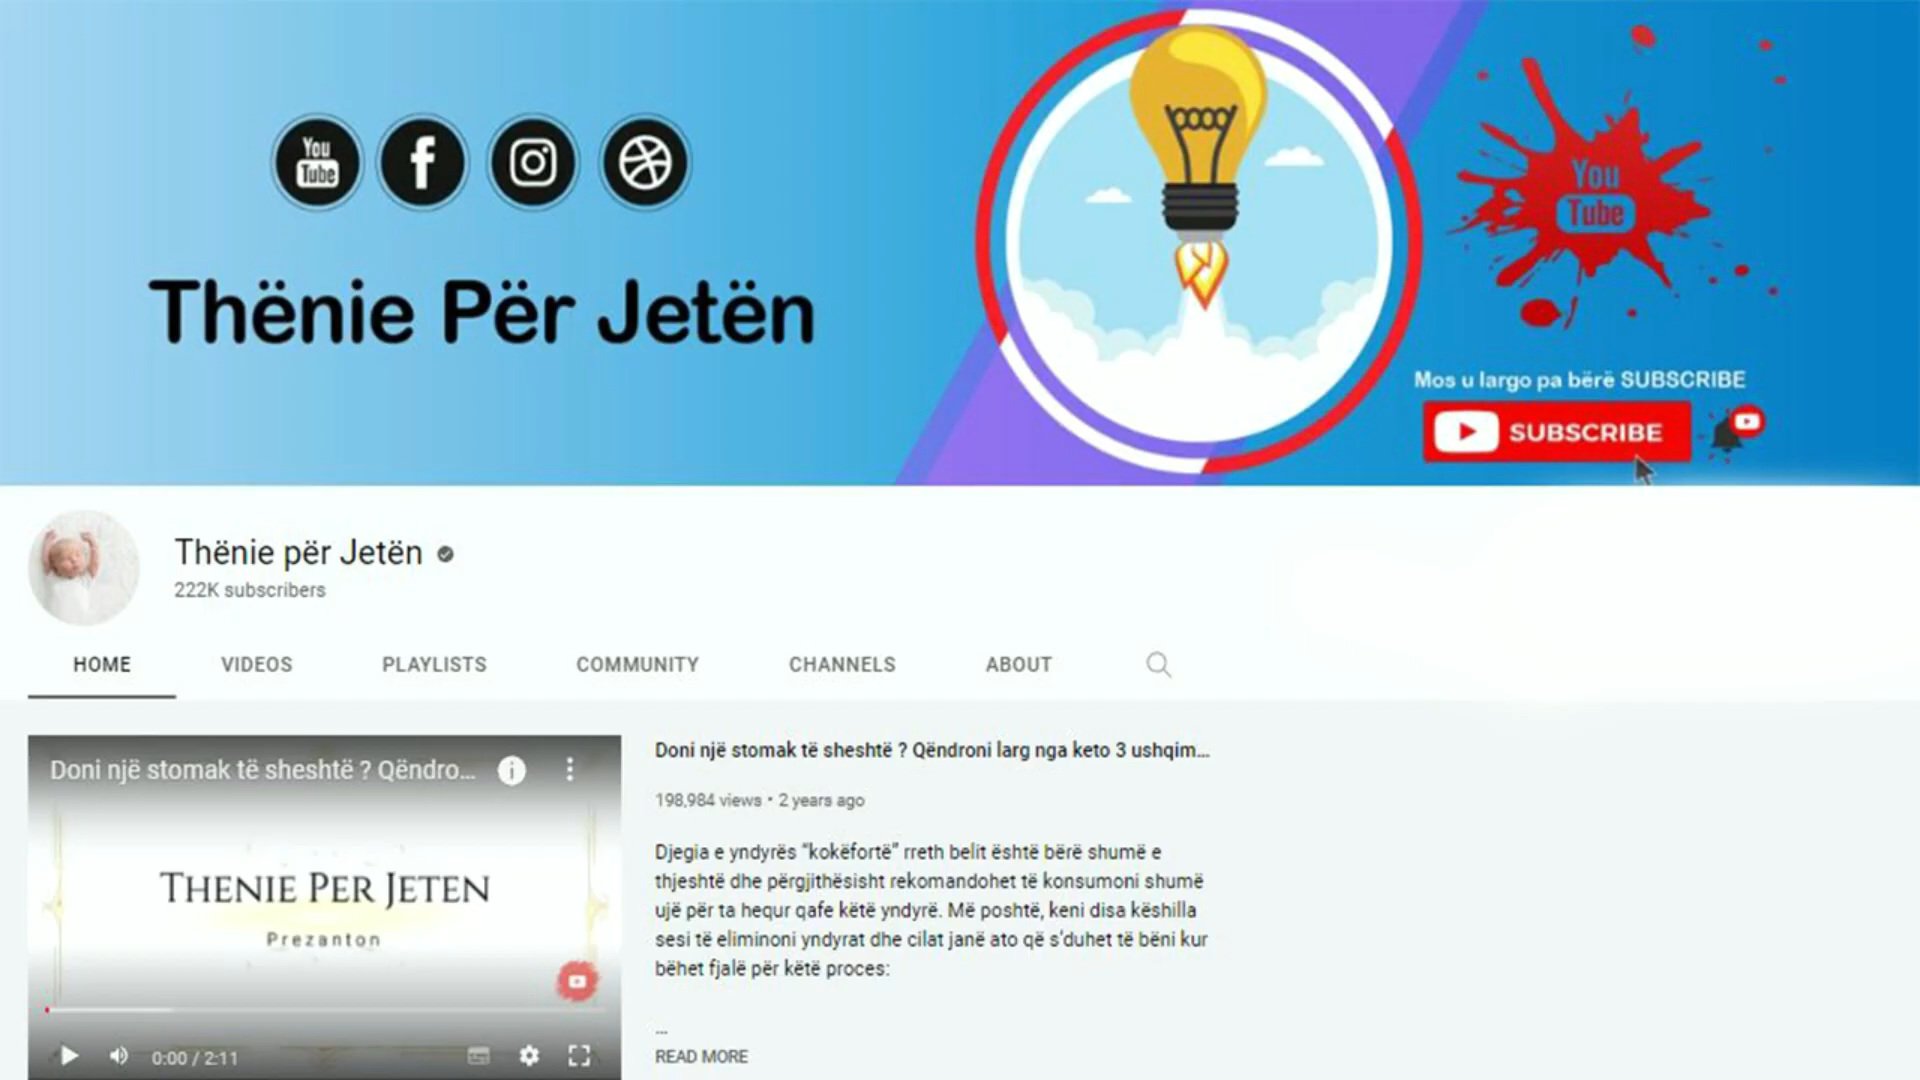 You
Tube
Thënie Për Jetën
You
Tube
Mos u largo pa bërë SUBSCRIBE
SUBSCRIBE
Thënie për Jetën
222K subscribers
HOME VIDEOS PLAYLISTS COMMUNITY CHANNELS ABOUT
Doni një stomak të sheshtë ? Qëndro...
THENIE PER JETEN
Prezanton
0:00 / 2:11
Doni një stomak të sheshtë ? Qëndroni larg nga keto 3 ushqim...
198,984 views • 2 years ago
Djegia e yndyrës “kokëfortë” rreth belit është bërë shumë e
thjeshtë dhe përgjithësisht rekomandohet të konsumoni shumë
ujë për ta hequr qafe këtë yndyrë. Më poshtë, keni disa këshilla
sesi të eliminoni yndyrat dhe cilat janë ato që s'duhet të bëni kur
bëhet fjalë për këtë proces:
...
READ MORE